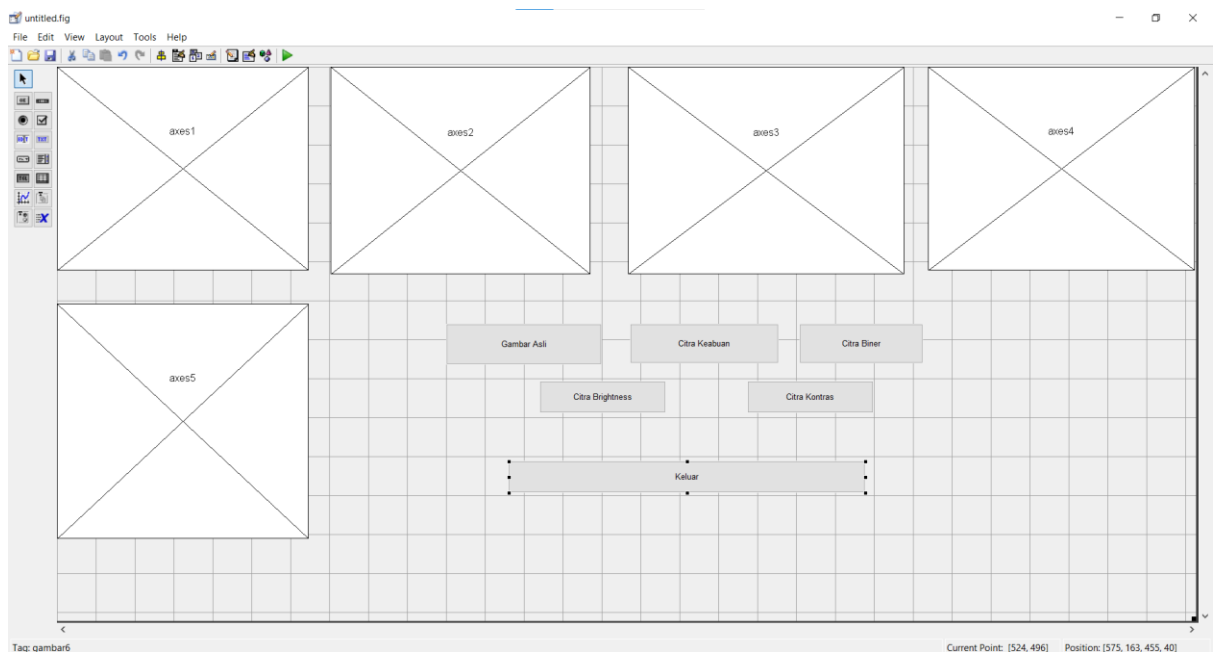 untitled.fig
File Edit View Layout Tools Help
axes1
axes2
axes3
axes4
axes5
Gambar Asli
Citra Keabuan
Citra Biner
Citra Brightness
Citra Kontras
Keluar
Tag: gambar6
Current Point: [524, 496] Position: [575, 163, 455, 40]